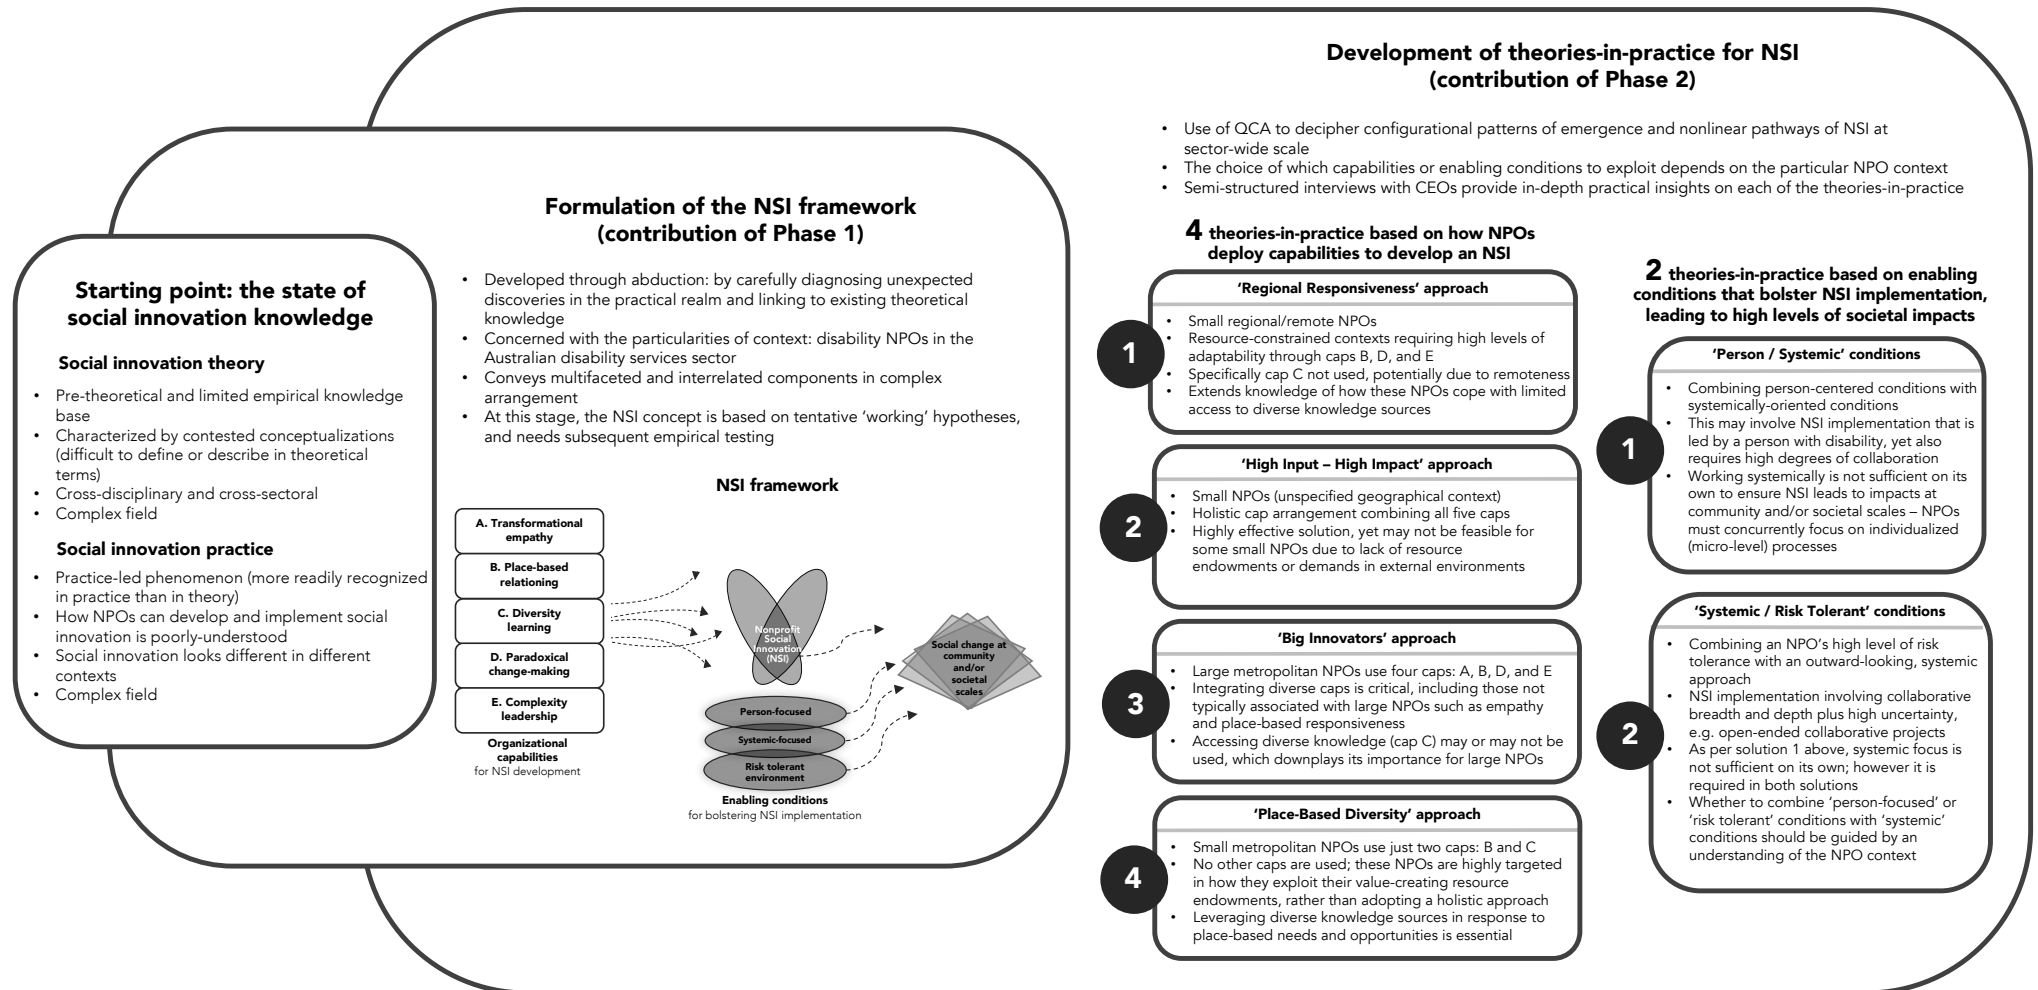 Starting point: the state of
social innovation knowledge
Social innovation theory
• Pre-theoretical and limited empirical knowledge
base
• Characterized by contested conceptualizations
(difficult to define or describe in theoretical
terms)
• Cross-disciplinary and cross-sectoral
• Complex field
Social innovation practice
• Practice-led phenomenon (more readily recognized
in practice than in theory)
• How NPOs can develop and implement social
innovation is poorly-understood
• Social innovation looks different in different
contexts
• Complex field
Formulation of the NSI framework
(contribution of Phase 1)
• Developed through abduction: by carefully diagnosing unexpected
discoveries in the practical realm and linking to existing theoretical
knowledge
• Concerned with the particularities of context: disability NPOs in the
Australian disability services sector
• Conveys multifaceted and interrelated components in complex
arrangement
• At this stage, the NSI concept is based on tentative ‘working’ hypotheses,
and needs subsequent empirical testing
NSI framework
A. Transformational
empathy
B. Place-based
relationing
C. Diversity
learning
D. Paradoxical
change-making
E. Complexity
leadership
Organizational
capabilities
for NSI development
Nonprofit
Social
Innovation
(NSI)
Person-focused
Systemic-focused
Risk tolerant
environment
Enabling conditions
for bolstering NSI implementation
Social change at
community
and/or
societal
scales
Development of theories-in-practice for NSI
(contribution of Phase 2)
• Use of QCA to decipher configurational patterns of emergence and nonlinear pathways of NSI at
sector-wide scale
• The choice of which capabilities or enabling conditions to exploit depends on the particular NPO context
• Semi-structured interviews with CEOs provide in-depth practical insights on each of the theories-in-practice
4 theories-in-practice based on how NPOs
deploy capabilities to develop an NSI
1
‘Regional Responsiveness’ approach
• Small regional/remote NPOs
• Resource-constrained contexts requiring high levels of
adaptability through caps B, D, and E
• Specifically cap C not used, potentially due to remoteness
• Extends knowledge of how these NPOs cope with limited
access to diverse knowledge sources
2
‘High Input – High Impact’ approach
• Small NPOs (unspecified geographical context)
• Holistic cap arrangement combining all five caps
• Highly effective solution, yet may not be feasible for
some small NPOs due to lack of resource
endowments or demands in external environments
3
‘Big Innovators’ approach
• Large metropolitan NPOs use four caps: A, B, D, and E
• Integrating diverse caps is critical, including those not
typically associated with large NPOs such as empathy
and place-based responsiveness
• Accessing diverse knowledge (cap C) may or may not be
used, which downplays its importance for large NPOs
4
‘Place-Based Diversity’ approach
• Small metropolitan NPOs use just two caps: B and C
• No other caps are used; these NPOs are highly targeted
in how they exploit their value-creating resource
endowments, rather than adopting a holistic approach
• Leveraging diverse knowledge sources in response to
place-based needs and opportunities is essential
2 theories-in-practice based on enabling
conditions that bolster NSI implementation,
leading to high levels of societal impacts
1
‘Person / Systemic’ conditions
• Combining person-centered conditions with
systemically-oriented conditions
• This may involve NSI implementation that is
led by a person with disability, yet also
requires high degrees of collaboration
• Working systemically is not sufficient on its
own to ensure NSI leads to impacts at
community and/or societal scales – NPOs
must concurrently focus on individualized
(micro-level) processes
2
‘Systemic / Risk Tolerant’ conditions
• Combining an NPO’s high level of risk
tolerance with an outward-looking, systemic
approach
• NSI implementation involving collaborative
breadth and depth plus high uncertainty,
e.g. open-ended collaborative projects
• As per solution 1 above, systemic focus is
not sufficient on its own; however it is
required in both solutions
• Whether to combine ‘person-focused’ or
‘risk tolerant’ conditions with ‘systemic’
conditions should be guided by an
understanding of the NPO context